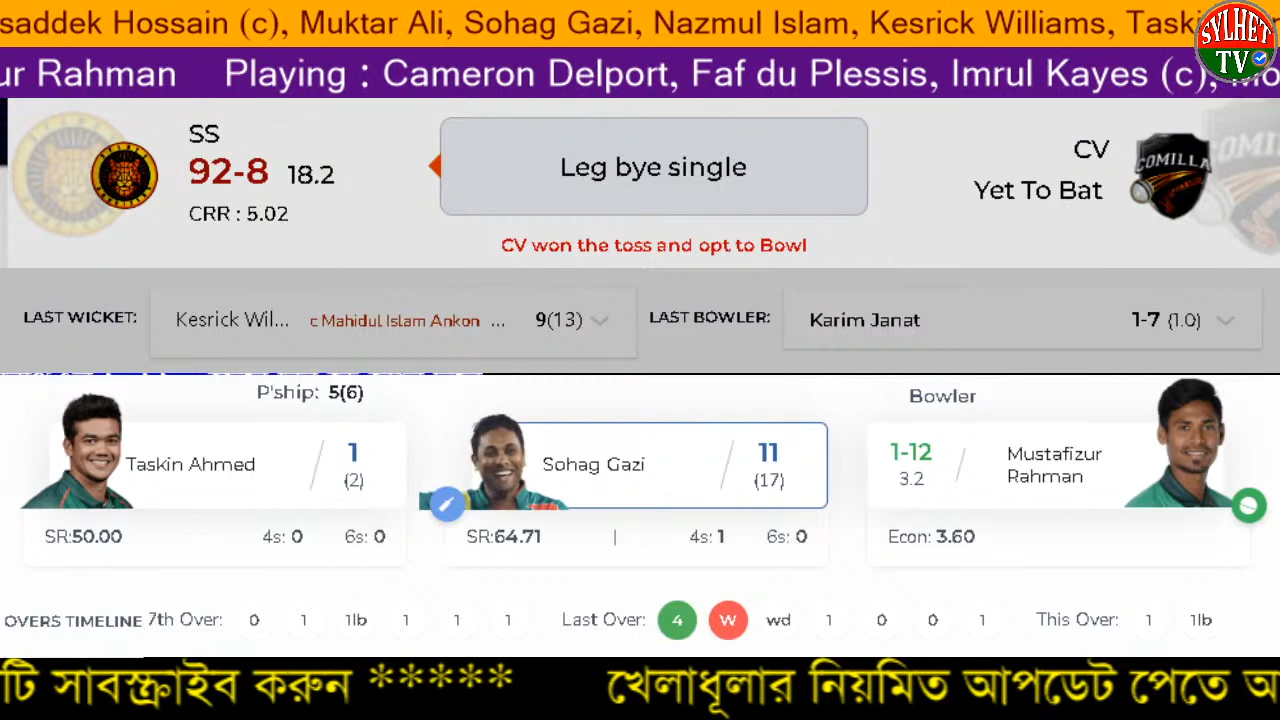 saddek Hossain (c), Muktar Ali, Sohag Gazi, Nazmul Islam, Kesrick Williams, Taski
SYLHET
TV
ur Rahman Playing : Cameron Delport, Faf du Plessis, Imrul Kayes (c), Mo
SS
92-8 18.2
CRR : 5.02
Leg bye single
CV won the toss and opt to Bowl
CV
Yet To Bat
COMILLA
LAST WICKET: Kesrick Wil... c Mahidul Islam Ankon ... 9(13)
LAST BOWLER: Karim Janat 1-7 (1.0)
P'ship: 5(6)
Bowler
Taskin Ahmed 1 (2)
SR:50.00 4s: 0 6s: 0
Sohag Gazi 11 (17)
SR:64.71 | 4s: 1 6s: 0
1-12 3.2 Mustafizur Rahman
Econ: 3.60
OVERS TIMELINE 7th Over: 0 1 1lb 1 1 1 Last Over: 4 W wd 1 0 0 1 This Over: 1 1lb
টি সাবস্ক্রাইব করুন ***** খেলাধূলার নিয়মিত আপডেট পেতে আ